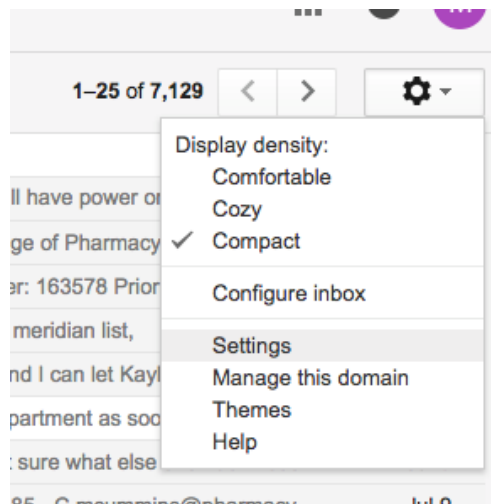 1–25 of 7,129
Display density:
Comfortable
Cozy
Compact
Configure inbox
Settings
Manage this domain
Themes
Help
ll have power
ge of Pharmacy
er: 163578 Prior
meridian list,
nd I can let Kayl
partment as soo
sure what else